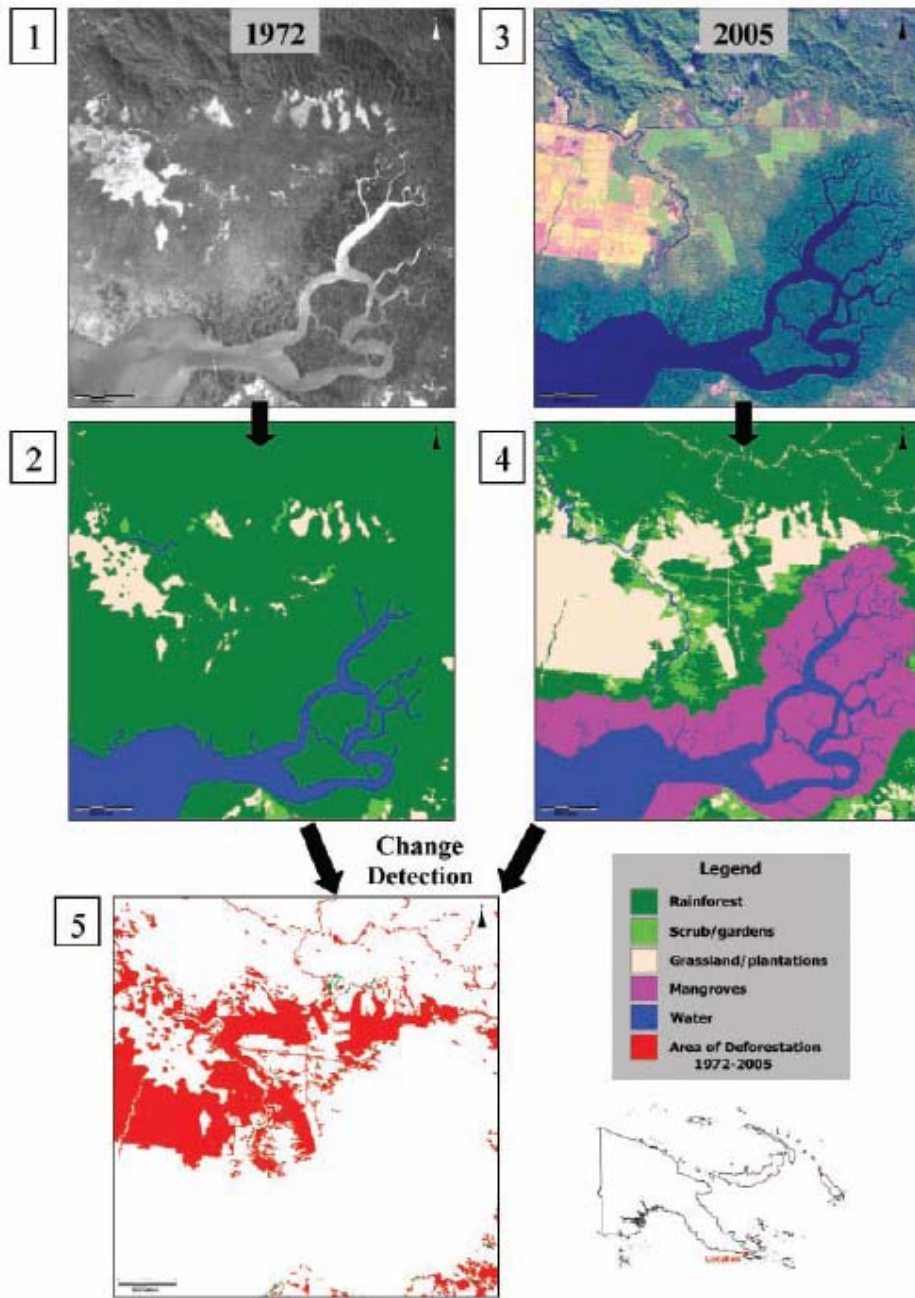 1
1972
3
2005
2
4
Change
Detection
5
Legend
Rainforest
Scrub/gardens
Grassland/plantations
Mangroves
Water
Area of Deforestation
1972-2005
Location